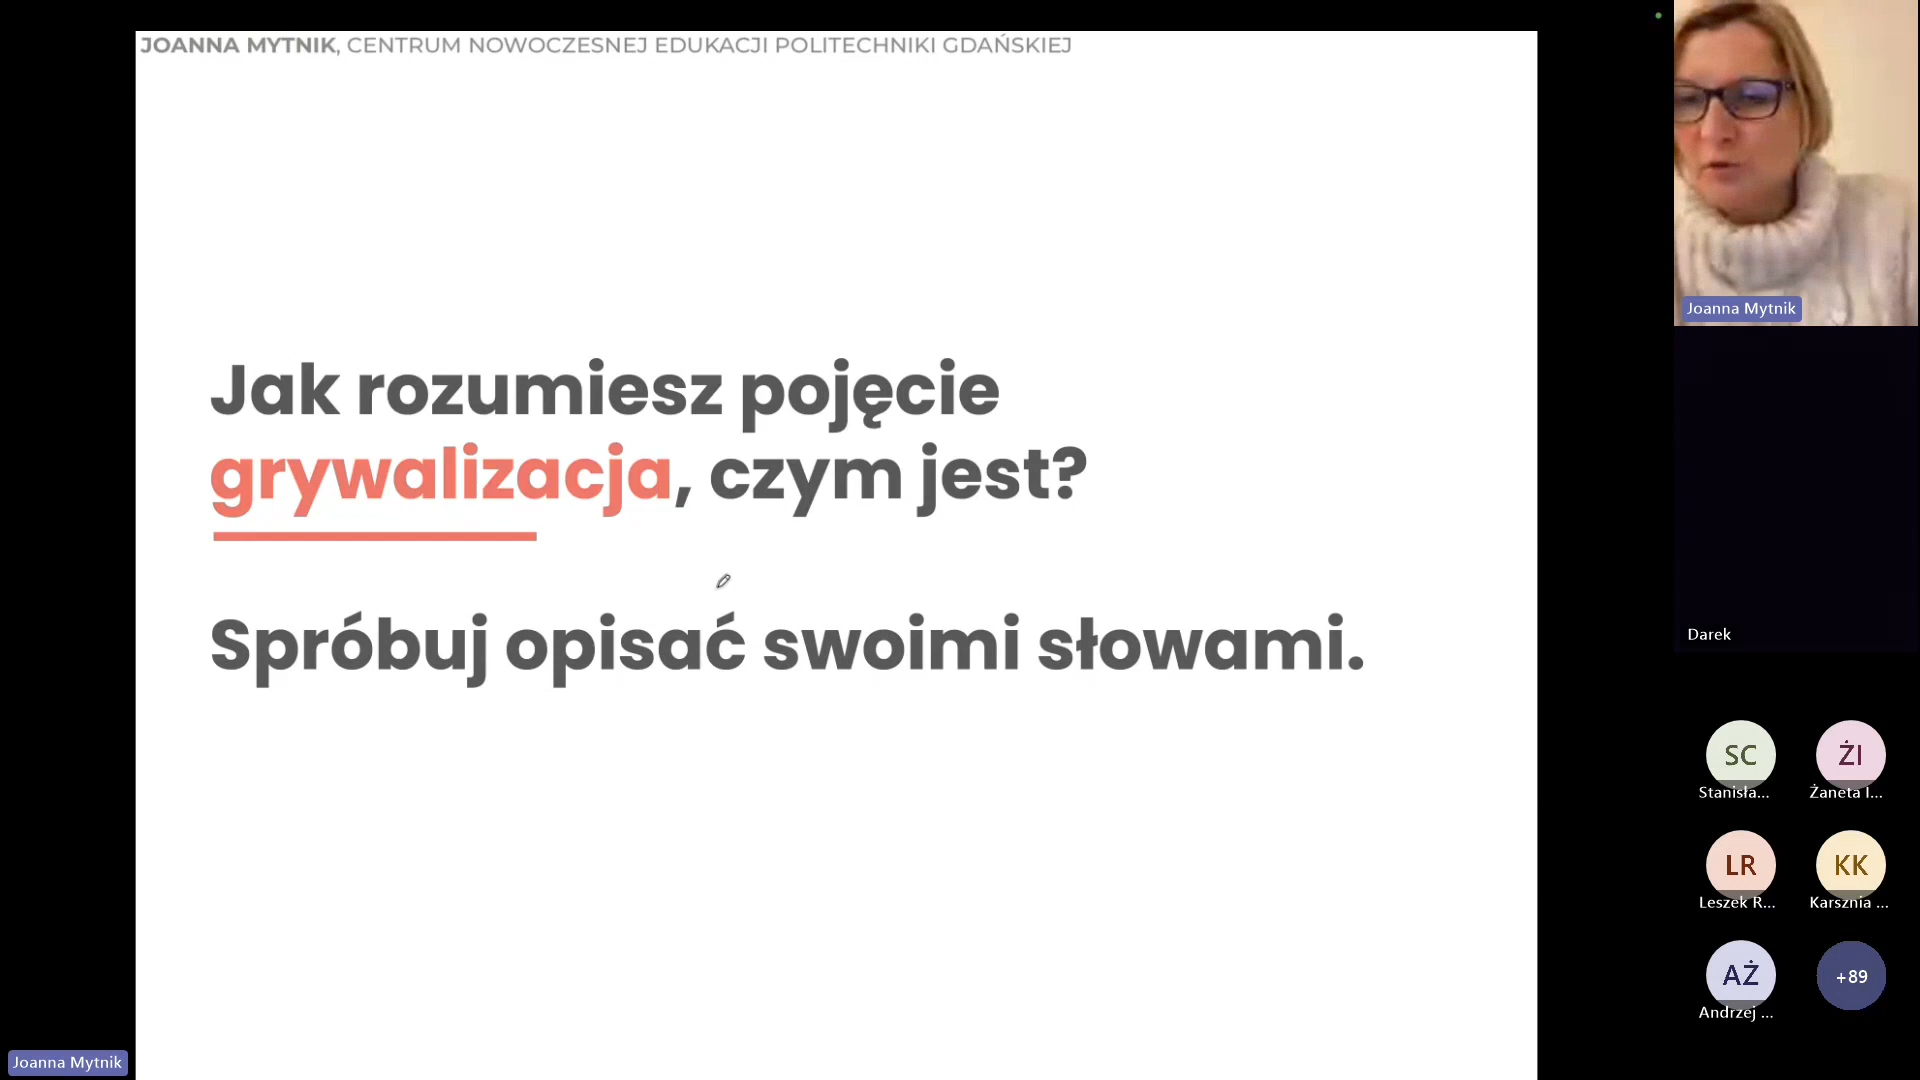 JOANNA MYTNIK, CENTRUM NOWOCZESNEJ EDUKACJI POLITECHNIKI GDAŃSKIEJ
Jak rozumiesz pojęcie
grywalizacja, czym jest?
Spróbuj opisać swoimi słowami.
Joanna Mytnik
Darek
SC
ŻI
Stanisła...
Żaneta I...
LR
KK
Leszek R...
Karsznia ...
AŻ
+89
Andrzej ...
Joanna Mytnik